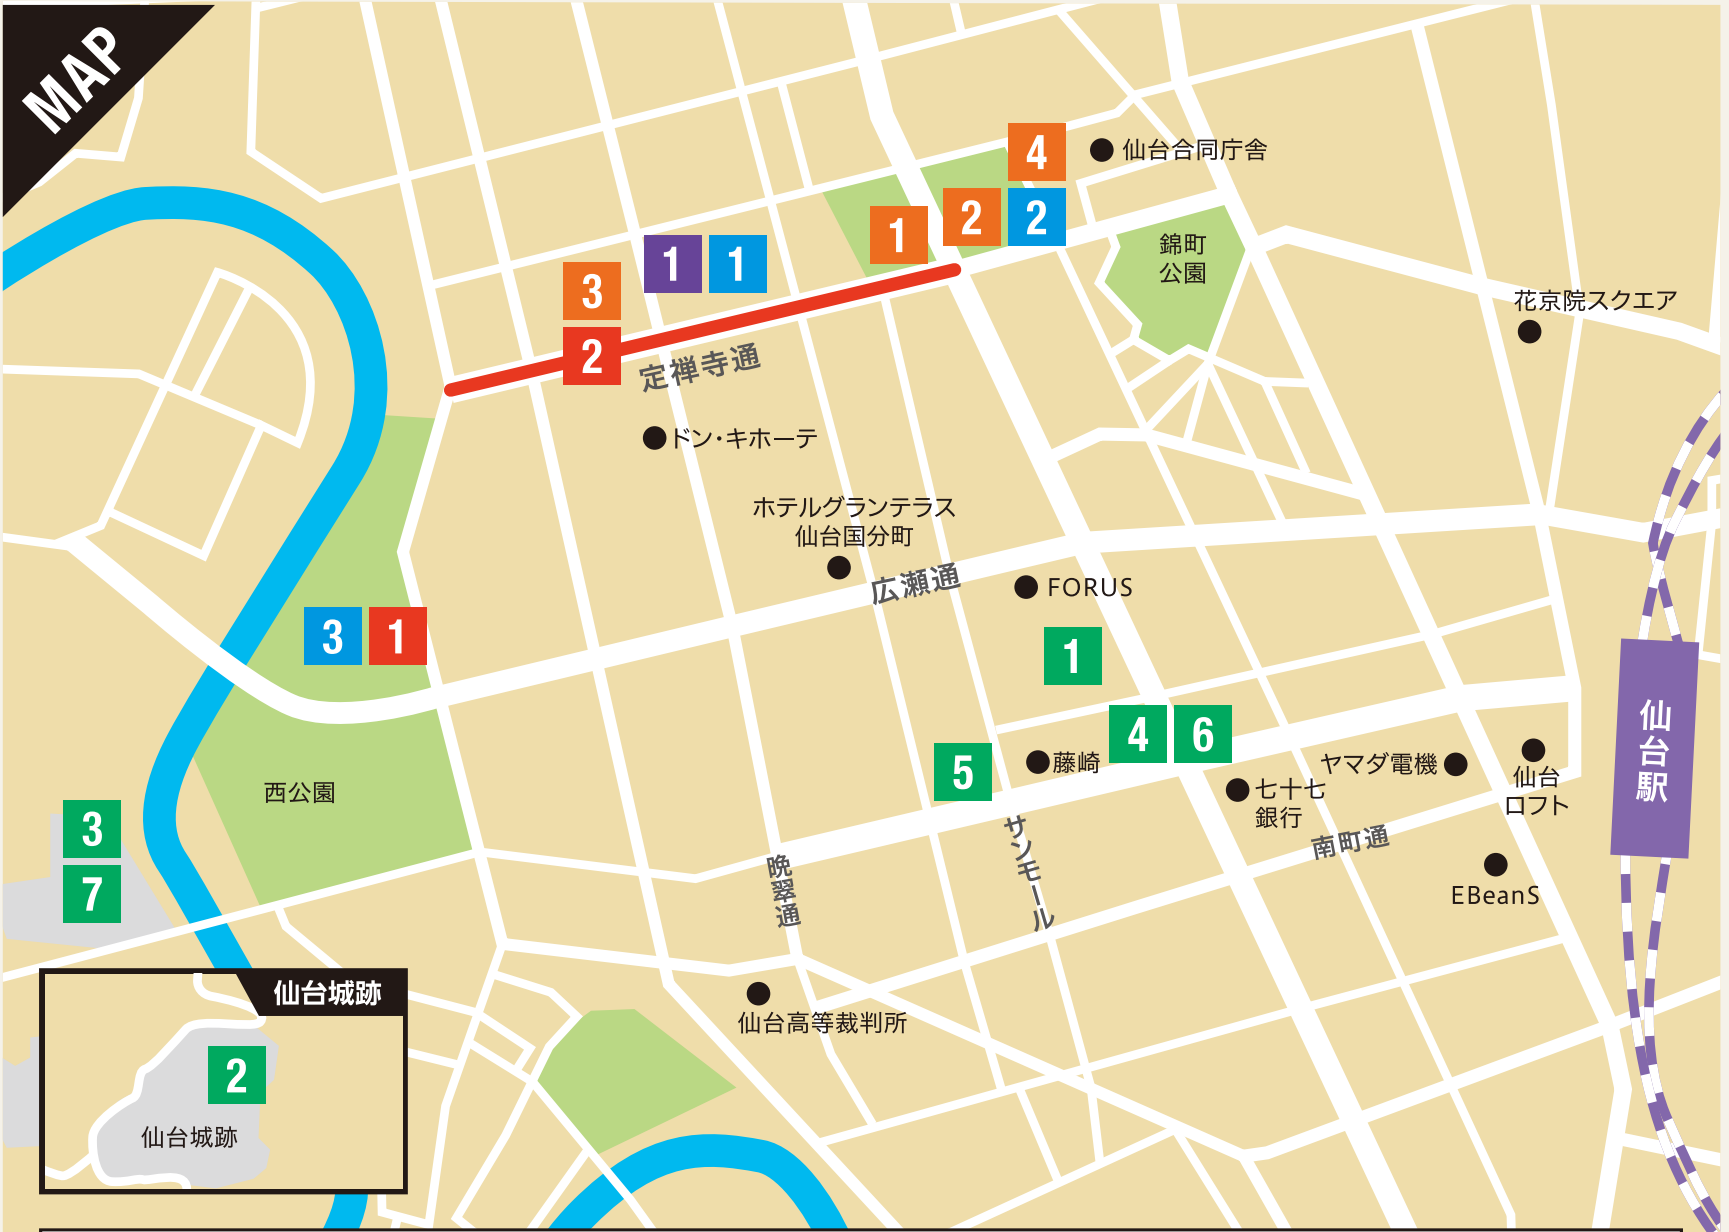 MAP
4
仙台合同庁舎
1
2
2
錦町
公園
1
1
3
2
定禅寺通
花京院スクエア
ドン・キホーテ
ホテルグランテラス
仙台国分町
広瀬通
FORUS
3
1
1
4
6
5
藤崎
七十七
銀行
ヤマダ電機
仙台
ロフト
仙台駅
西公園
3
7
晩翠通
サンモール
南町通
EBeanS
仙台高等裁判所
仙台城跡
2
仙台城跡